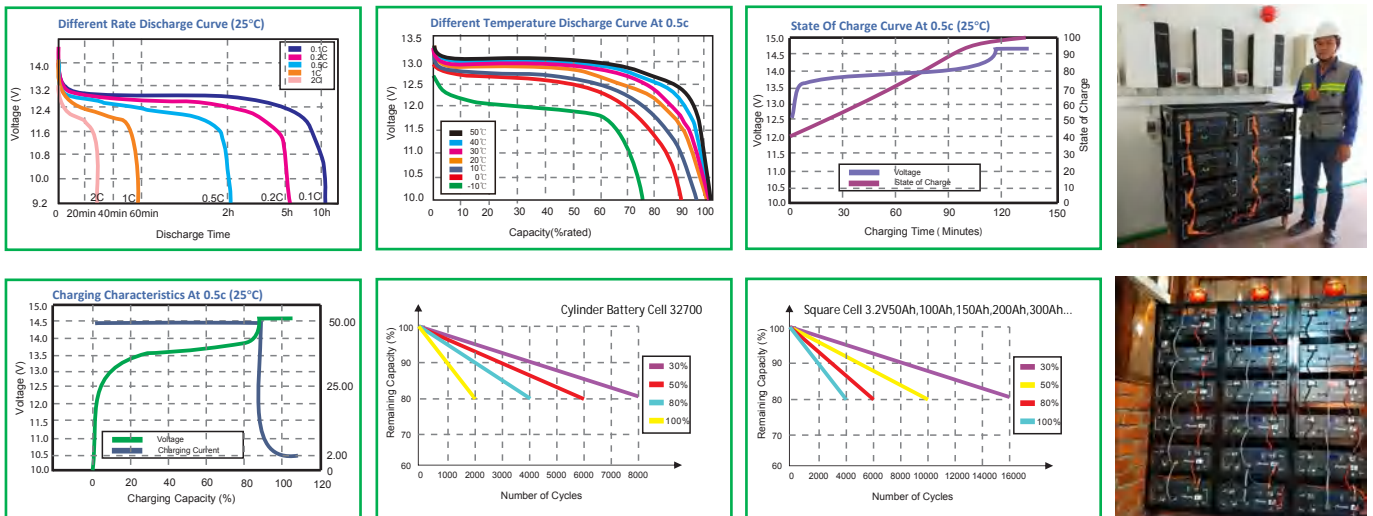 Different Rate Discharge Curve (25°C)
0.1C
0.2C
0.5C
1C
2C
Voltage (V)
14.0
13.2
12.4
11.6
10.8
10.0
9.2
2C
1C
0.5C
0.2C
0.1C
0 20min 40min 60min 2h 5h 10h
Discharge Time
Different Temperature Discharge Curve At 0.5c
Voltage (V)
13.5
13.0
12.5
12.0
11.5
11.0
10.0
50℃
40℃
30℃
20℃
10℃
0℃
-10℃
0 10 20 30 40 50 60 70 80 90 100
Capacity(%rated)
State Of Charge Curve At 0.5c (25°C)
Voltage (V)
15.0
14.5
14.0
13.5
13.0
12.5
12.0
11.0
10.5
10.0
10.5
Voltage
State of Charge
100
90
80
70
60
50
40
30
20
10
0
State of Charge
0 30 60 90 120 150
Charging Time ( Minutes)
Charging Characteristics At 0.5c (25°C)
Voltage (V)
15.0
14.5
14.0
13.5
13.0
12.5
12.0
11.0
10.5
10.0
Voltage
Charging Current
50.00
25.00
2.00
0
0 20 40 60 80 100 120
Charging Capacity (%)
Cylinder Battery Cell 32700
Remaining Capacity (%)
100
90
80
70
60
30%
50%
80%
100%
0 1000 2000 3000 4000 5000 6000 7000 8000
Number of Cycles
Square Cell 3.2V50Ah,100Ah,150Ah,200Ah,300Ah...
Remaining Capacity (%)
100
90
80
70
60
30%
50%
80%
100%
0 2000 4000 6000 8000 10000 12000 14000 16000
Number of Cycles